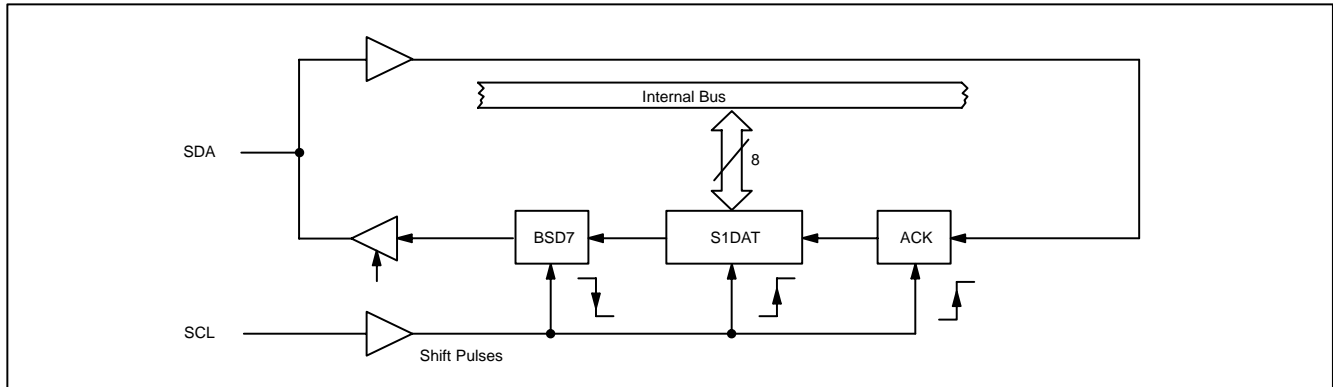 Internal Bus
SDA
8
BSD7
S1DAT
ACK
SCL
Shift Pulses